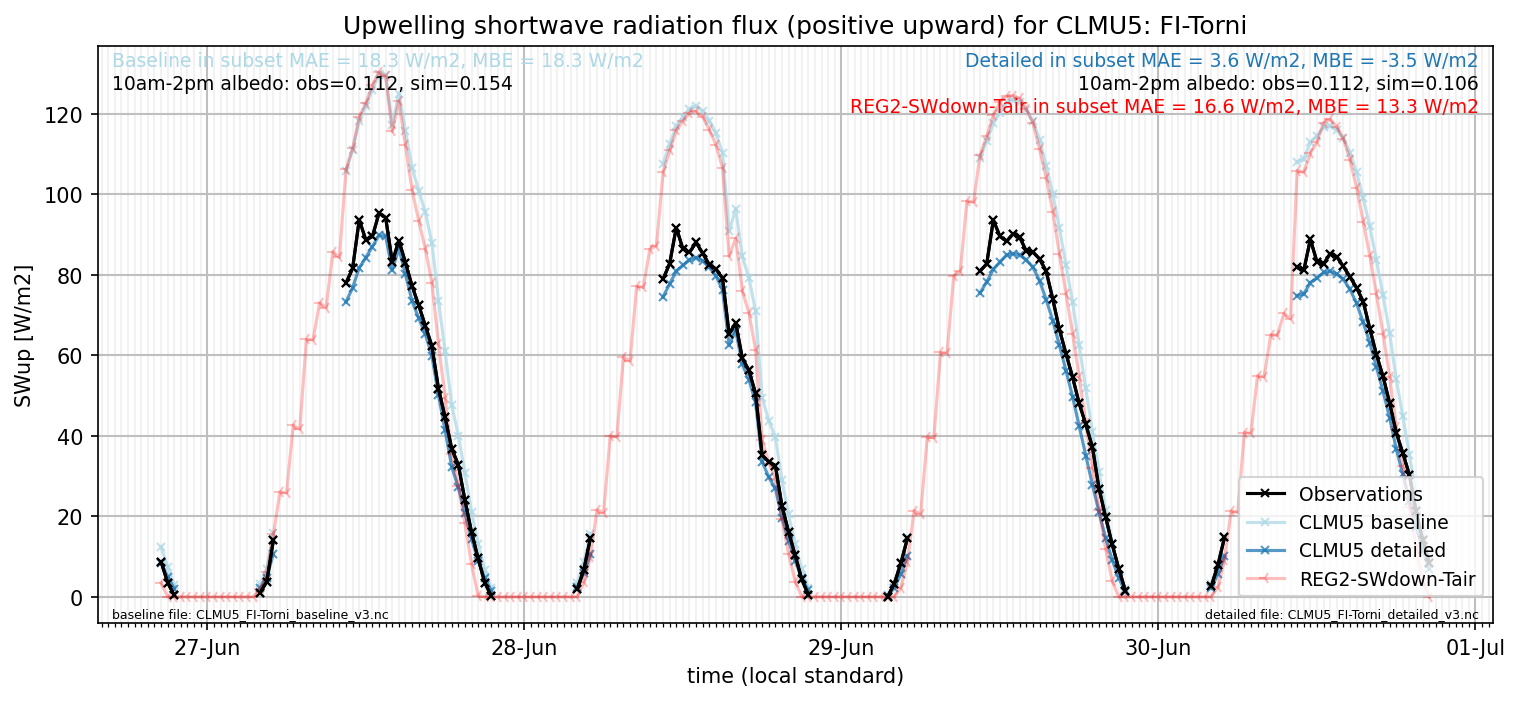 Upwelling shortwave radiation flux (positive upward) for CLMU5: FI-Torni
Baseline in subset MAE = 18.3 W/m2, MBE = 18.3 W/m2
10am-2pm albedo: obs=0.112, sim=0.154
Detailed in subset MAE = 3.6 W/m2, MBE = -3.5 W/m2
10am-2pm albedo: obs=0.112, sim=0.106
REG2-SWdown-Tair in subset MAE = 16.6 W/m2, MBE = 13.3 W/m2
SWup [W/m2]
120
100
80
60
40
20
0
Observations
CLMU5 baseline
CLMU5 detailed
REG2-SWdown-Tair
baseline file: CLMU5_FI-Torni_baseline_v3.nc
detailed file: CLMU5_FI-Torni_detailed_v3.nc
27-Jun
28-Jun
29-Jun
30-Jun
01-Jul
time (local standard)